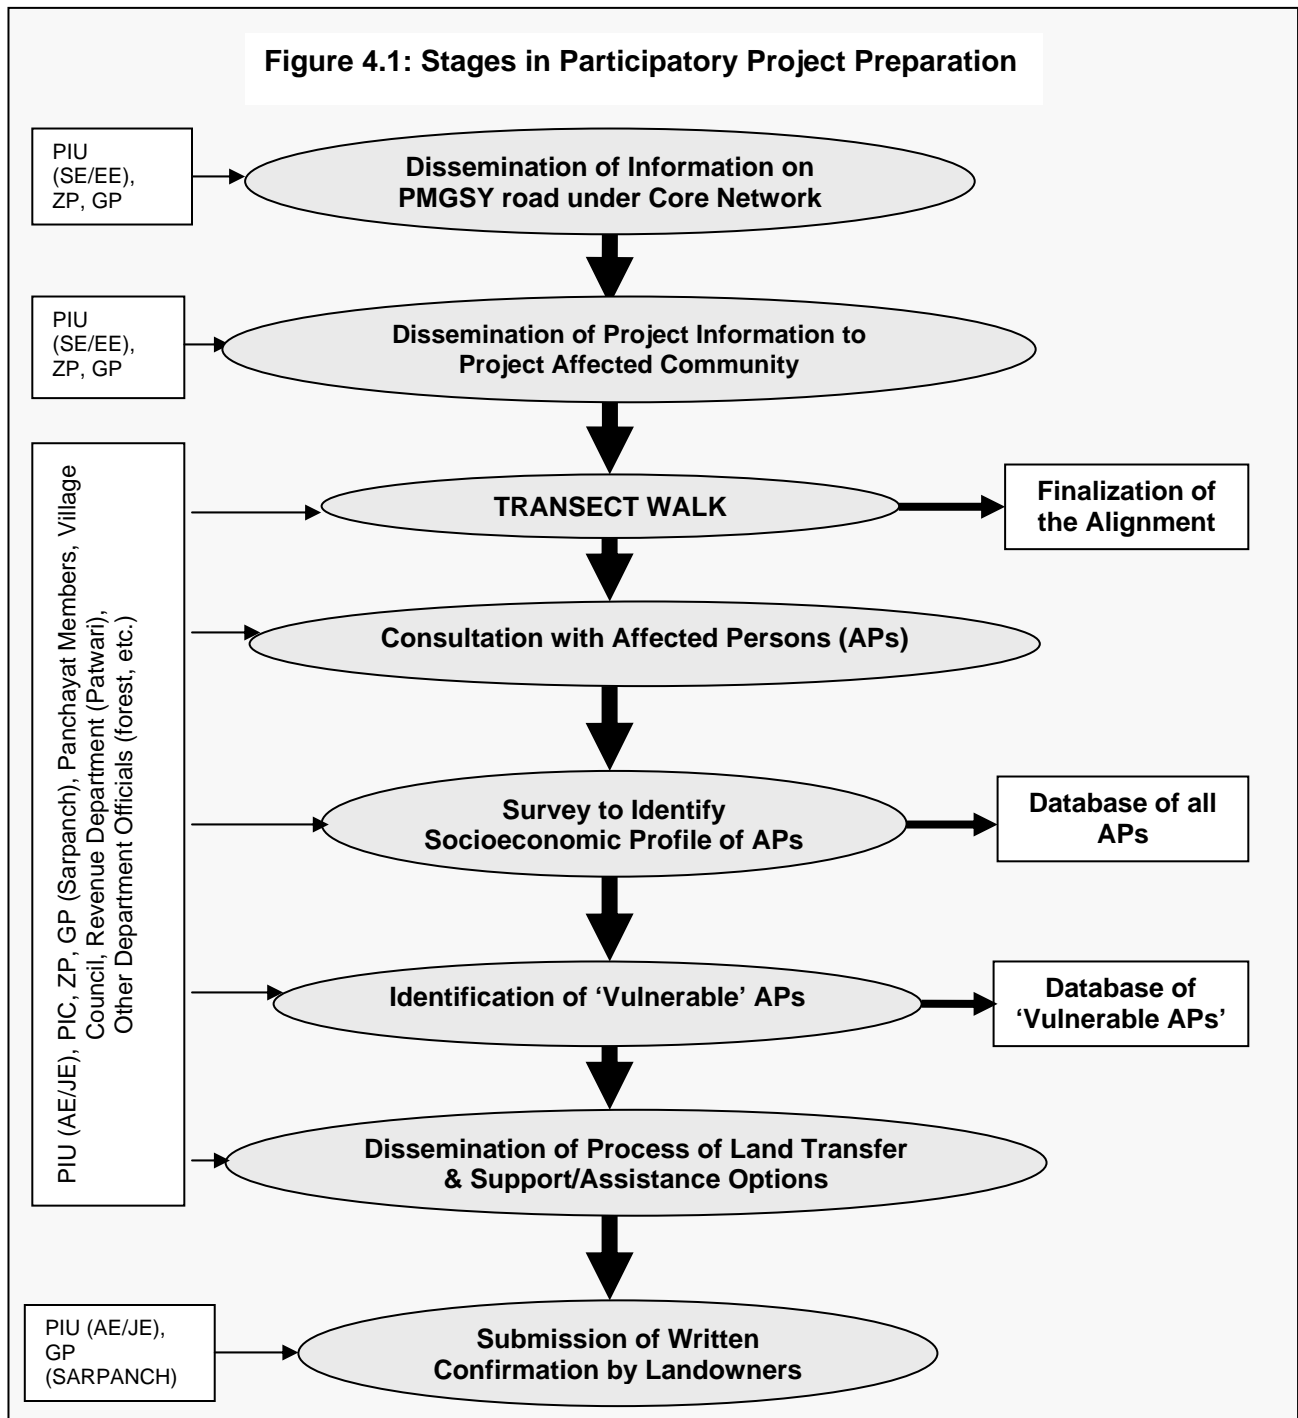 Figure 4.1: Stages in Participatory Project Preparation
PIU
(SE/EE),
ZP, GP
Dissemination of Information on
PMGSY road under Core Network
PIU
(SE/EE),
ZP, GP
Dissemination of Project Information to
Project Affected Community
PIU (AE/JE), PIC, ZP, GP (Sarpanch), Panchayat Members, Village
Council, Revenue Department (Patwari),
Other Department Officials (forest, etc.)
TRANSECT WALK
Finalization of
the Alignment
Consultation with Affected Persons (APs)
Survey to Identify
Socioeconomic Profile of APs
Database of all
APs
Identification of ‘Vulnerable’ APs
Database of
‘Vulnerable APs’
Dissemination of Process of Land Transfer
& Support/Assistance Options
PIU (AE/JE),
GP
(SARPANCH)
Submission of Written
Confirmation by Landowners